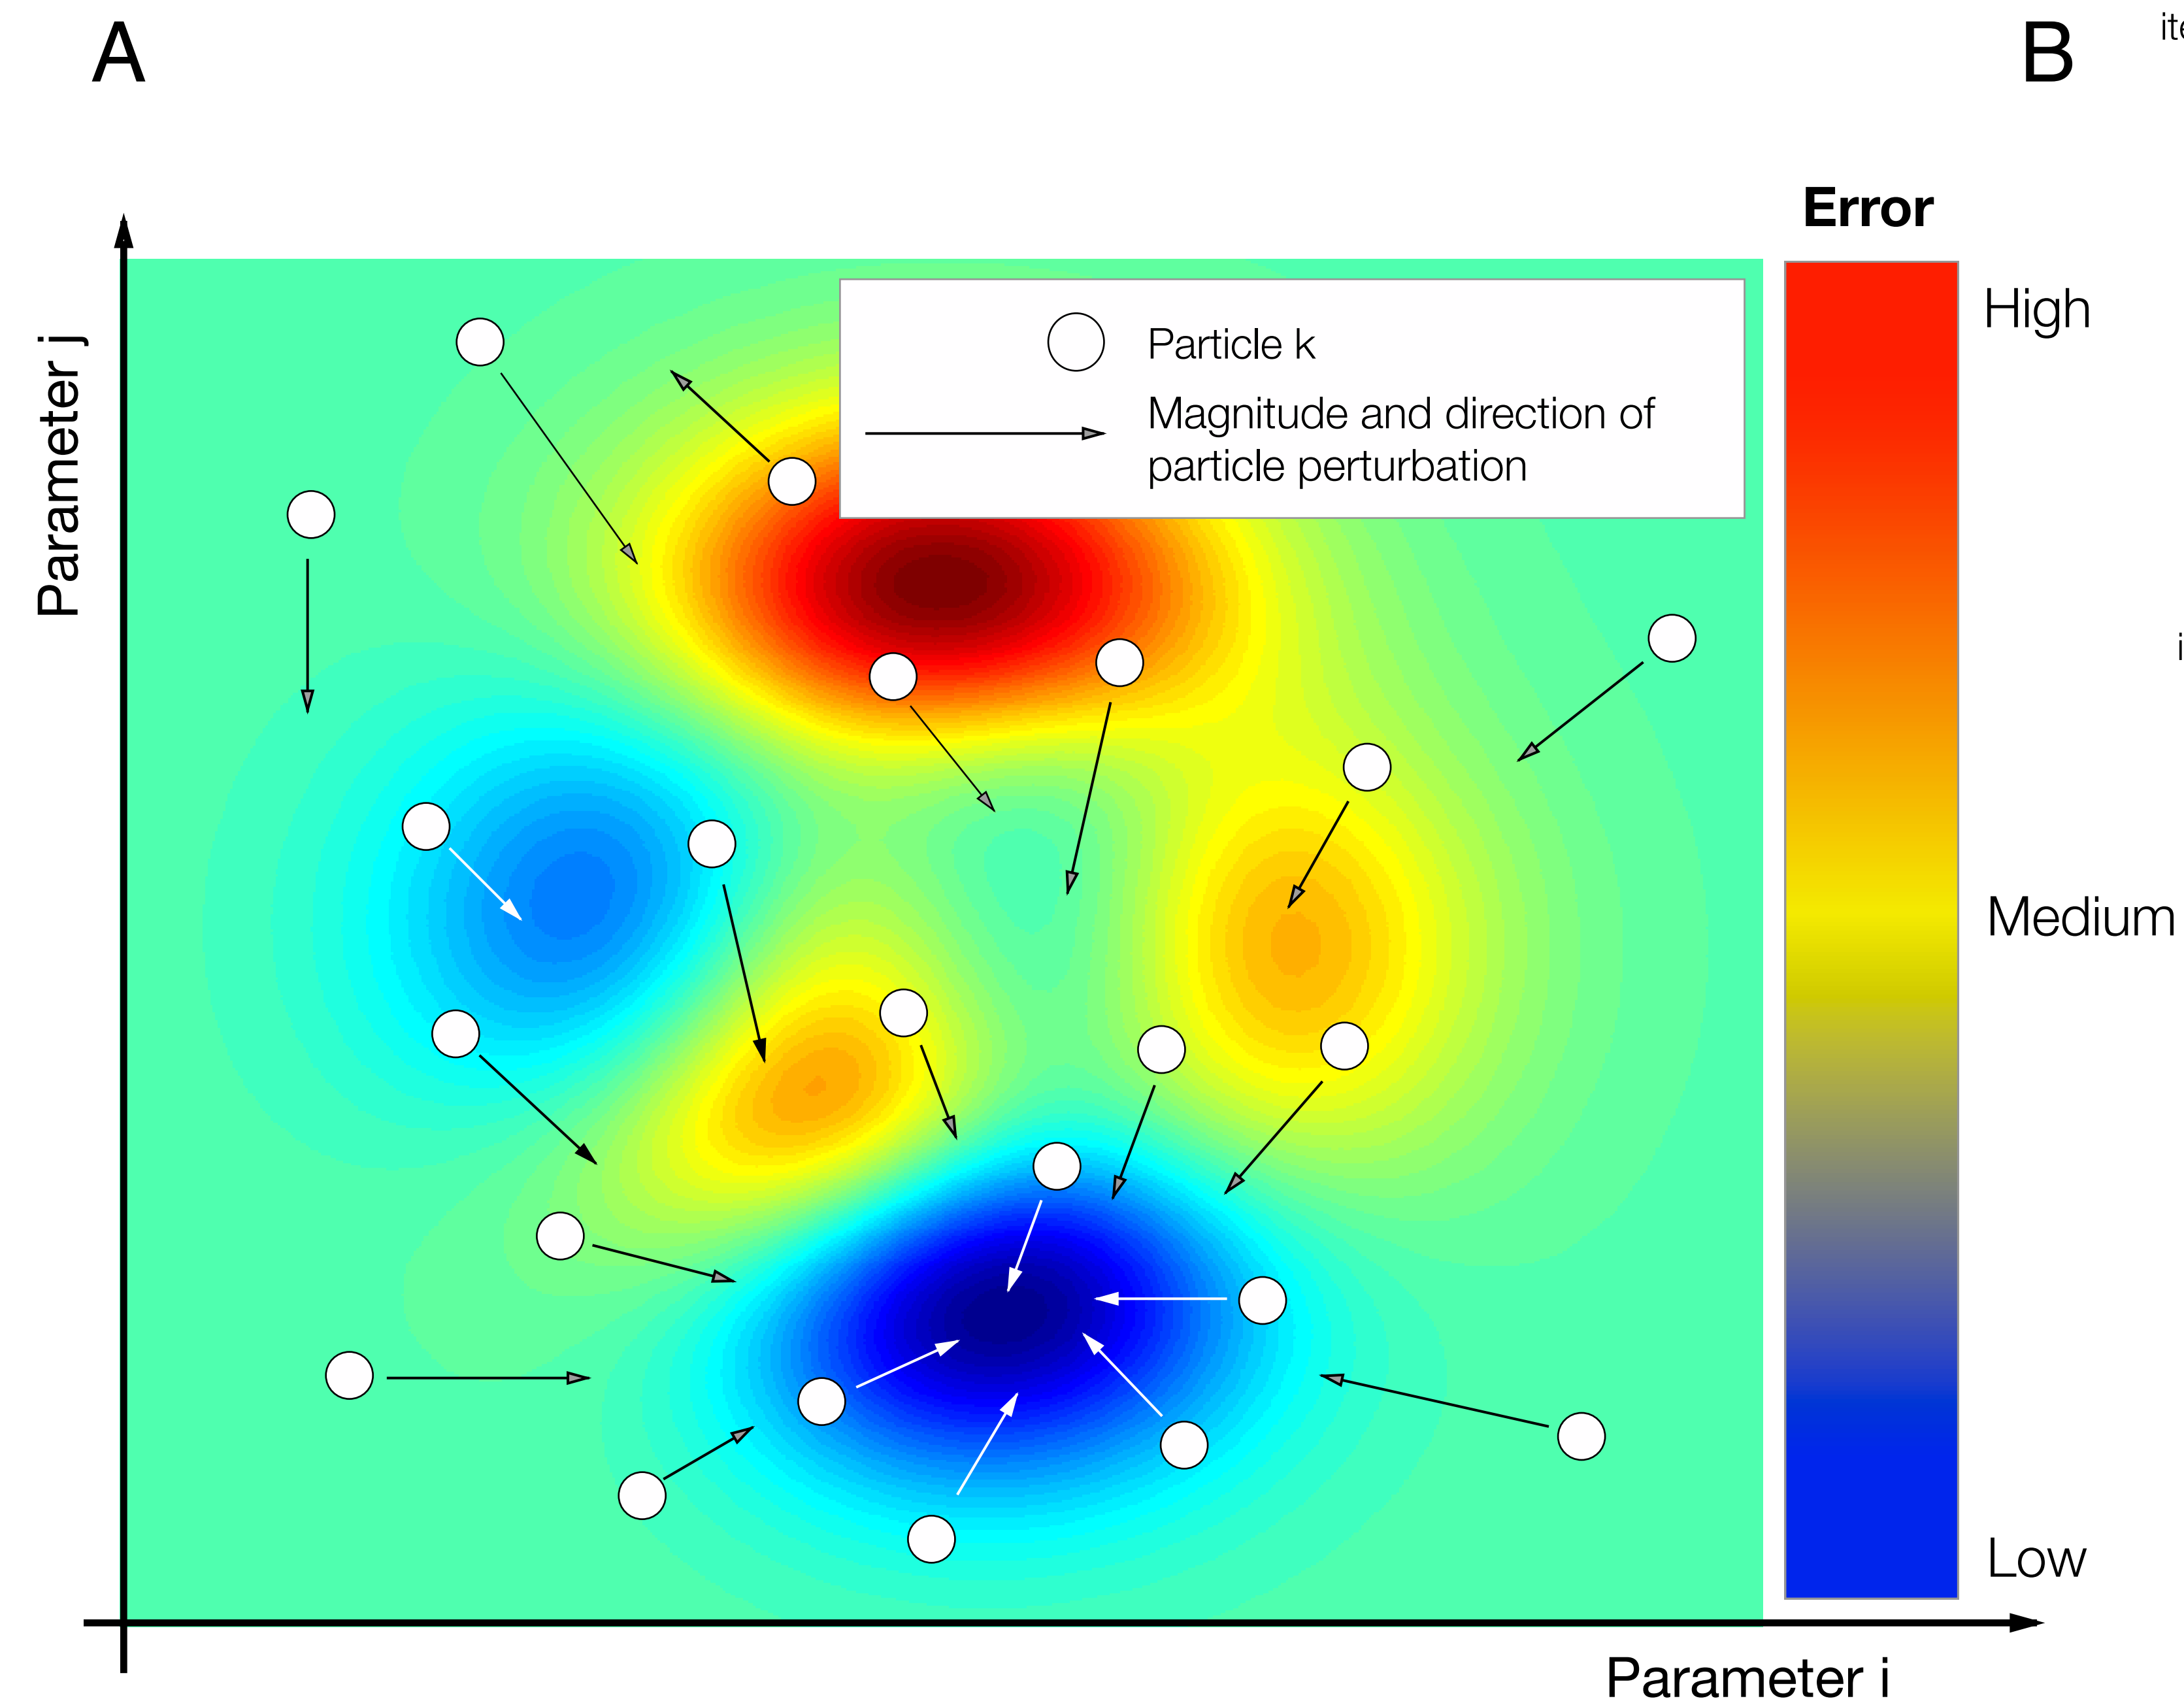 A
B
Error
High
Medium
Low
Parameter j
Particle k
Magnitude and direction of
particle perturbation
Parameter i